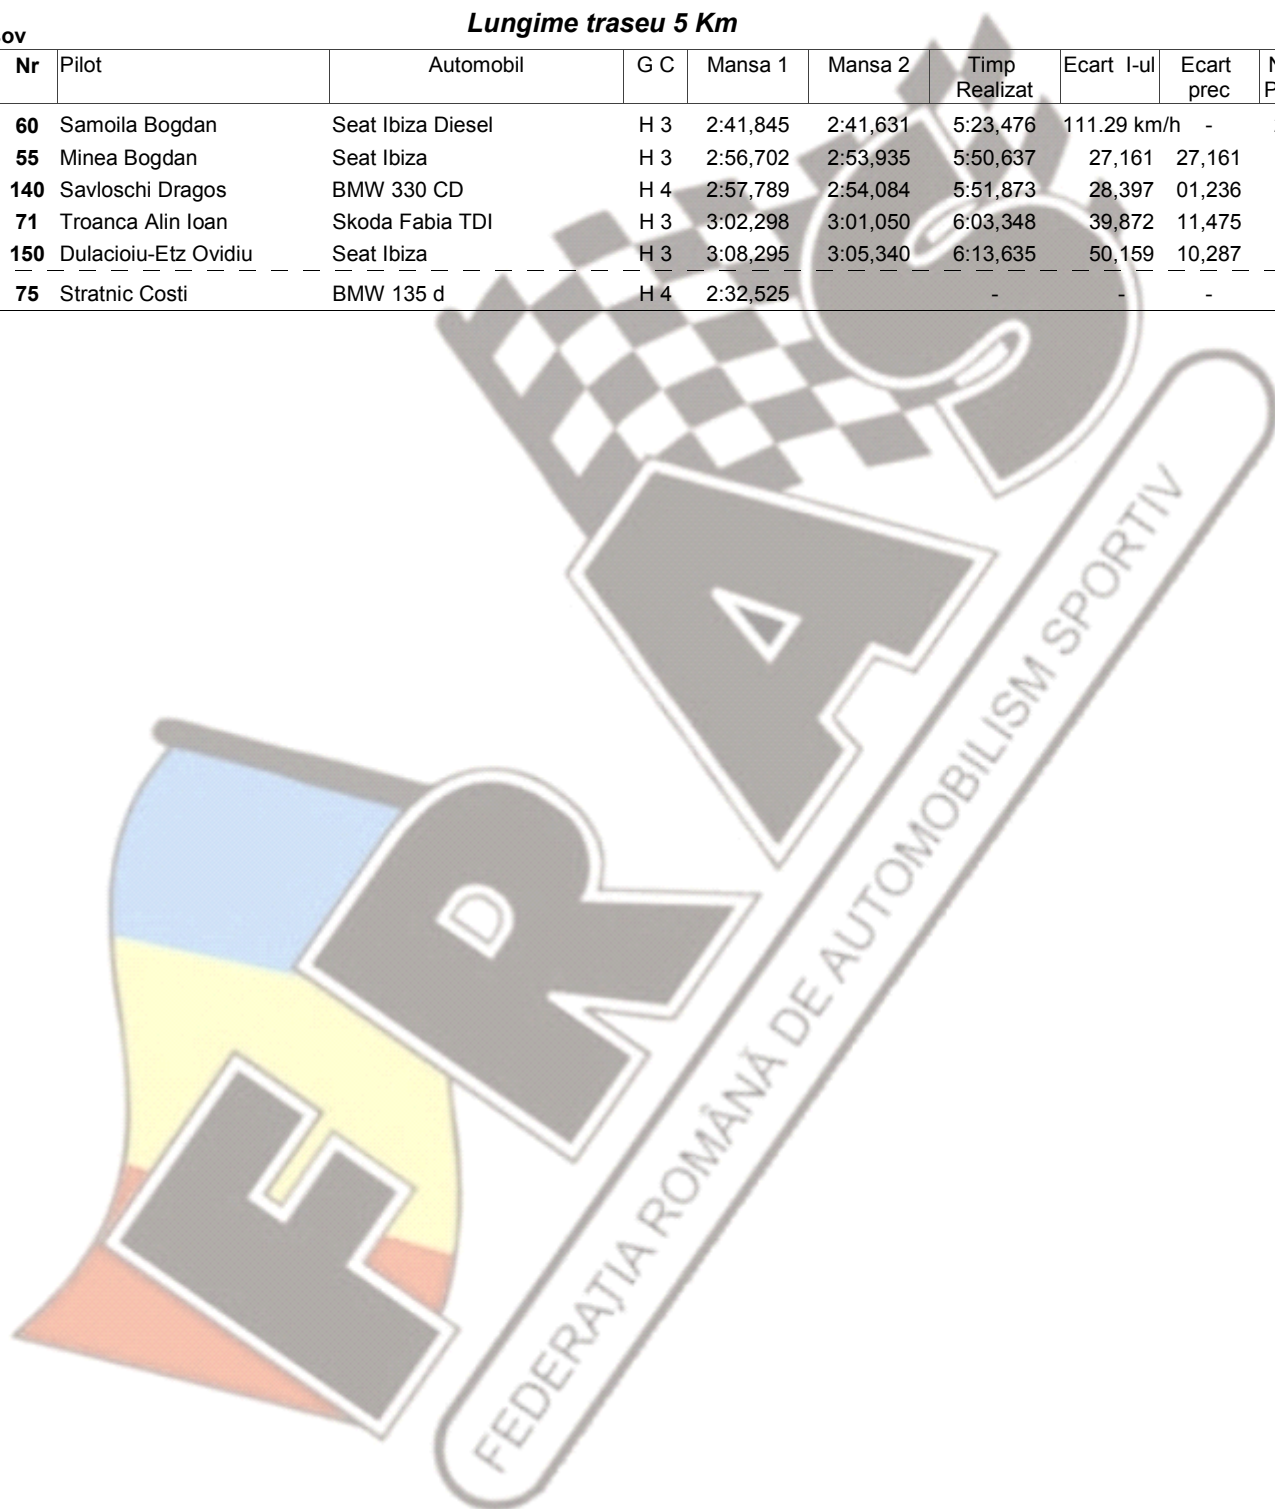 Lungime traseu 5 Km
ov
Nr Pilot Automobil G C Mansa 1 Mansa 2 Timp Realizat Ecart I-ul Ecart prec
60 Samoila Bogdan Seat Ibiza Diesel H 3 2:41,845 2:41,631 5:23,476 111.29 km/h -
55 Minea Bogdan Seat Ibiza H 3 2:56,702 2:53,935 5:50,637 27,161 27,161
140 Savloschi Dragos BMW 330 CD H 4 2:57,789 2:54,084 5:51,873 28,397 01,236
71 Troanca Alin Ioan Skoda Fabia TDI H 3 3:02,298 3:01,050 6:03,348 39,872 11,475
150 Dulacioiu-Etz Ovidiu Seat Ibiza H 3 3:08,295 3:05,340 6:13,635 50,159 10,287
75 Stratnic Costi BMW 135 d H 4 2:32,525 - - -
FRAS
FEDERAŢIA ROMÂNĂ DE AUTOMOBILISM SPORTIV